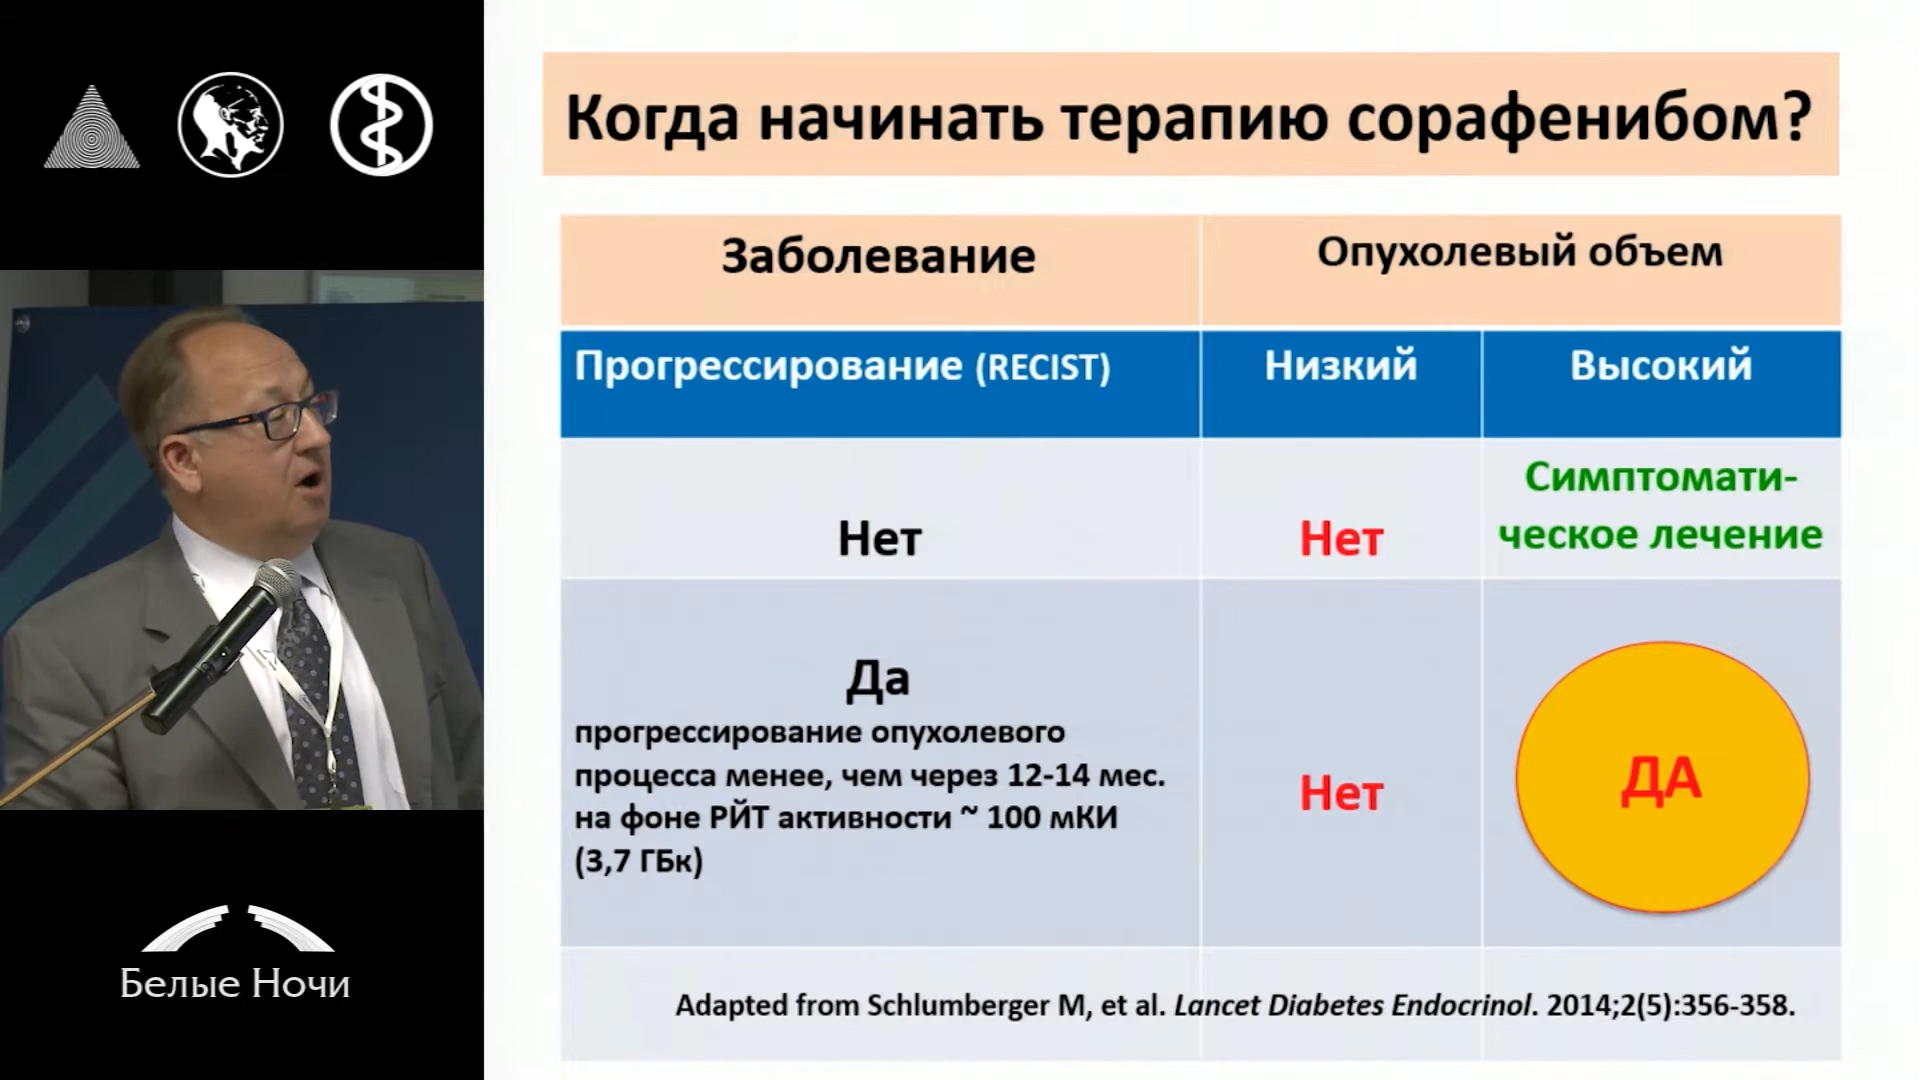 Когда начинать терапию сорафенибом?
Заболевание
Опухолевый объем
Прогрессирование (RECIST)
Низкий
Высокий
Нет
Нет
Симптомати-
ческое лечение
Да
прогрессирование опухолевого
процесса менее, чем через 12-14 мес.
на фоне РЙТ активности ~ 100 мКИ
(3,7 ГБк)
Нет
ДА
Adapted from Schlumberger M, et al. Lancet Diabetes Endocrinol. 2014;2(5):356-358.
Белые Ночи